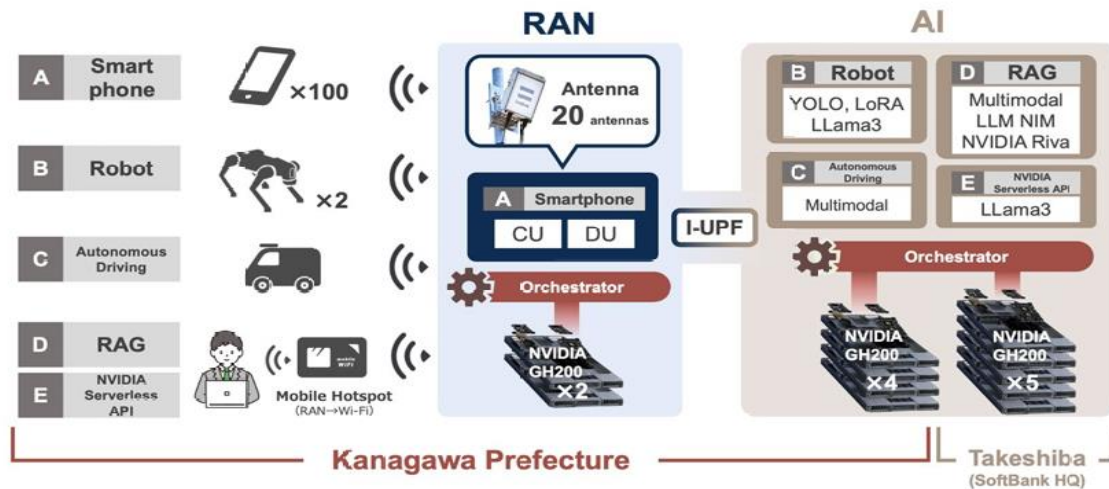 A
Smart
phone
×100
B
Robot
×2
C
Autonomous
Driving
D
RAG
E
NVIDIA
Serverless
API
mobile
WiFi
Mobile Hotspot
(RAN→Wi-Fi)
RAN
Antenna
20 antennas
A
Smartphone
CU
DU
Orchestrator
NVIDIA
GH200
×2
I-UPF
AI
B
Robot
YOLO, LoRA
LLama3
D
RAG
Multimodal
LLM NIM
NVIDIA Riva
C
Autonomous
Driving
Multimodal
E
NVIDIA
Serverless API
LLama3
Orchestrator
NVIDIA
GH200
×4
NVIDIA
GH200
×5
Kanagawa Prefecture
Takeshiba
(SoftBank HQ)